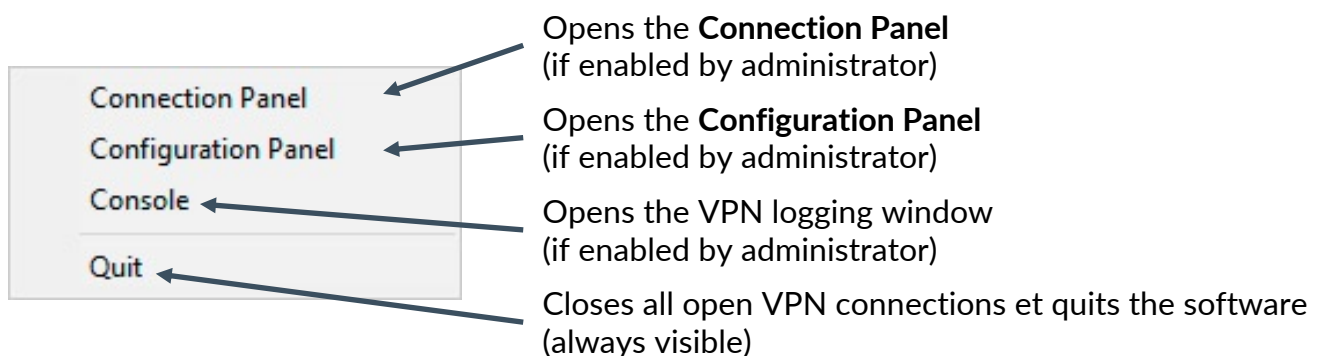 Connection Panel
Configuration Panel
Console
Quit
Opens the Connection Panel
(if enabled by administrator)
Opens the Configuration Panel
(if enabled by administrator)
Opens the VPN logging window
(if enabled by administrator)
Closes all open VPN connections et quits the software
(always visible)